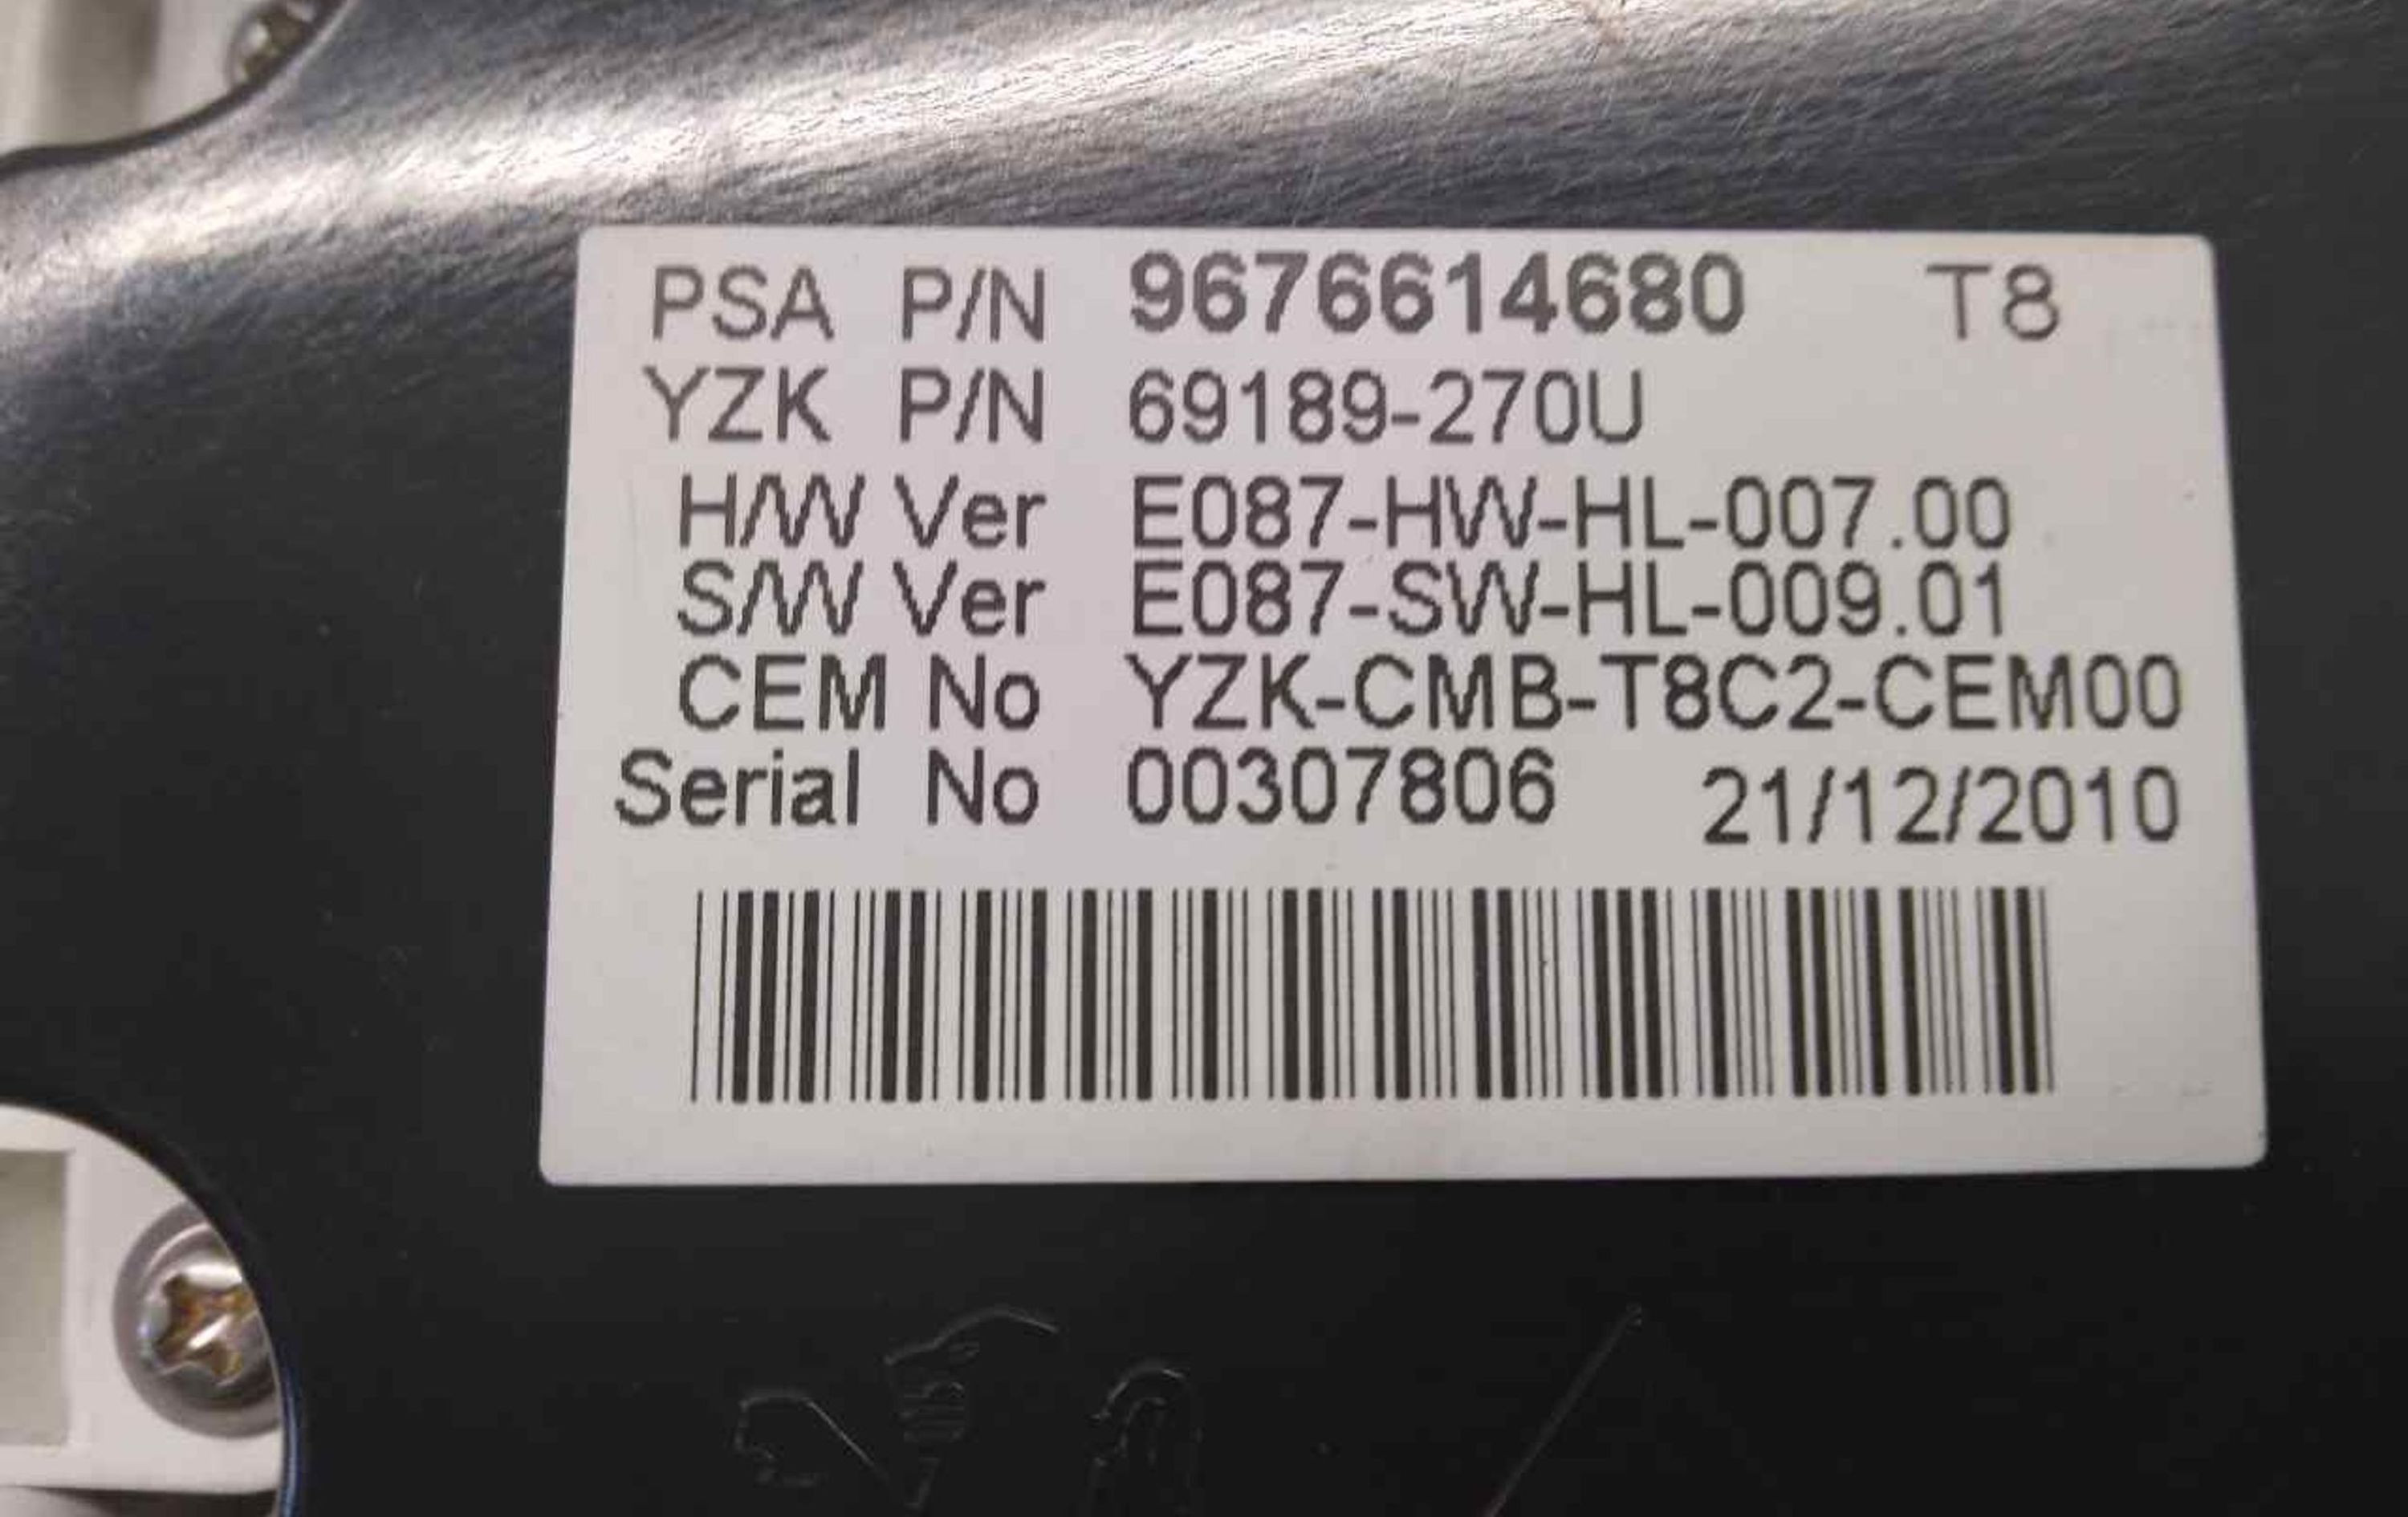 PSA P/N 9676614680 T8
YZK P/N 69189-270U
H/W Ver E087-HW-HL-007.00
S/W Ver E087-SW-HL-009.01
CEM No YZK-CMB-T8C2-CEM00
Serial No 00307806 21/12/2010